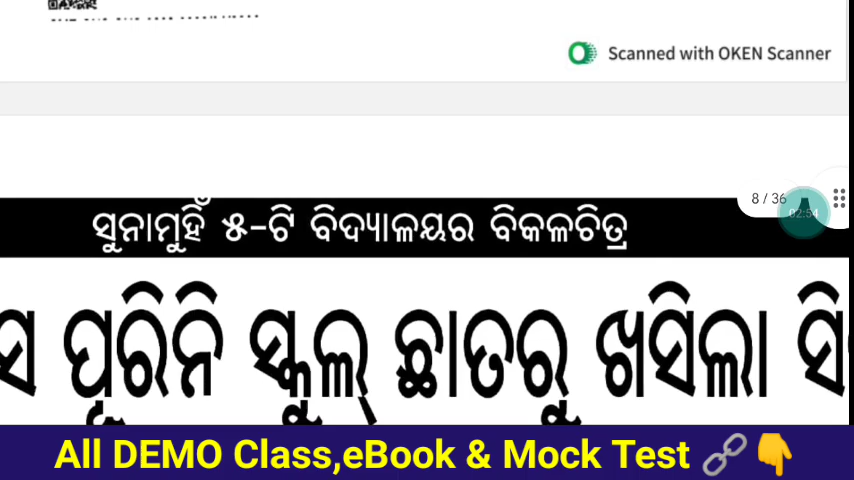 Scanned with OKEN Scanner
8 / 36
02:54
ସୁନାମୁହିଁ ୫-ଟି ବିଦ୍ୟାଳୟର ବିକଳଚିତ୍ର
ପୂରିନି ସ୍କୁଲ୍ ଛାତରୁ ଖସିଲା
All DEMO Class,eBook & Mock Test